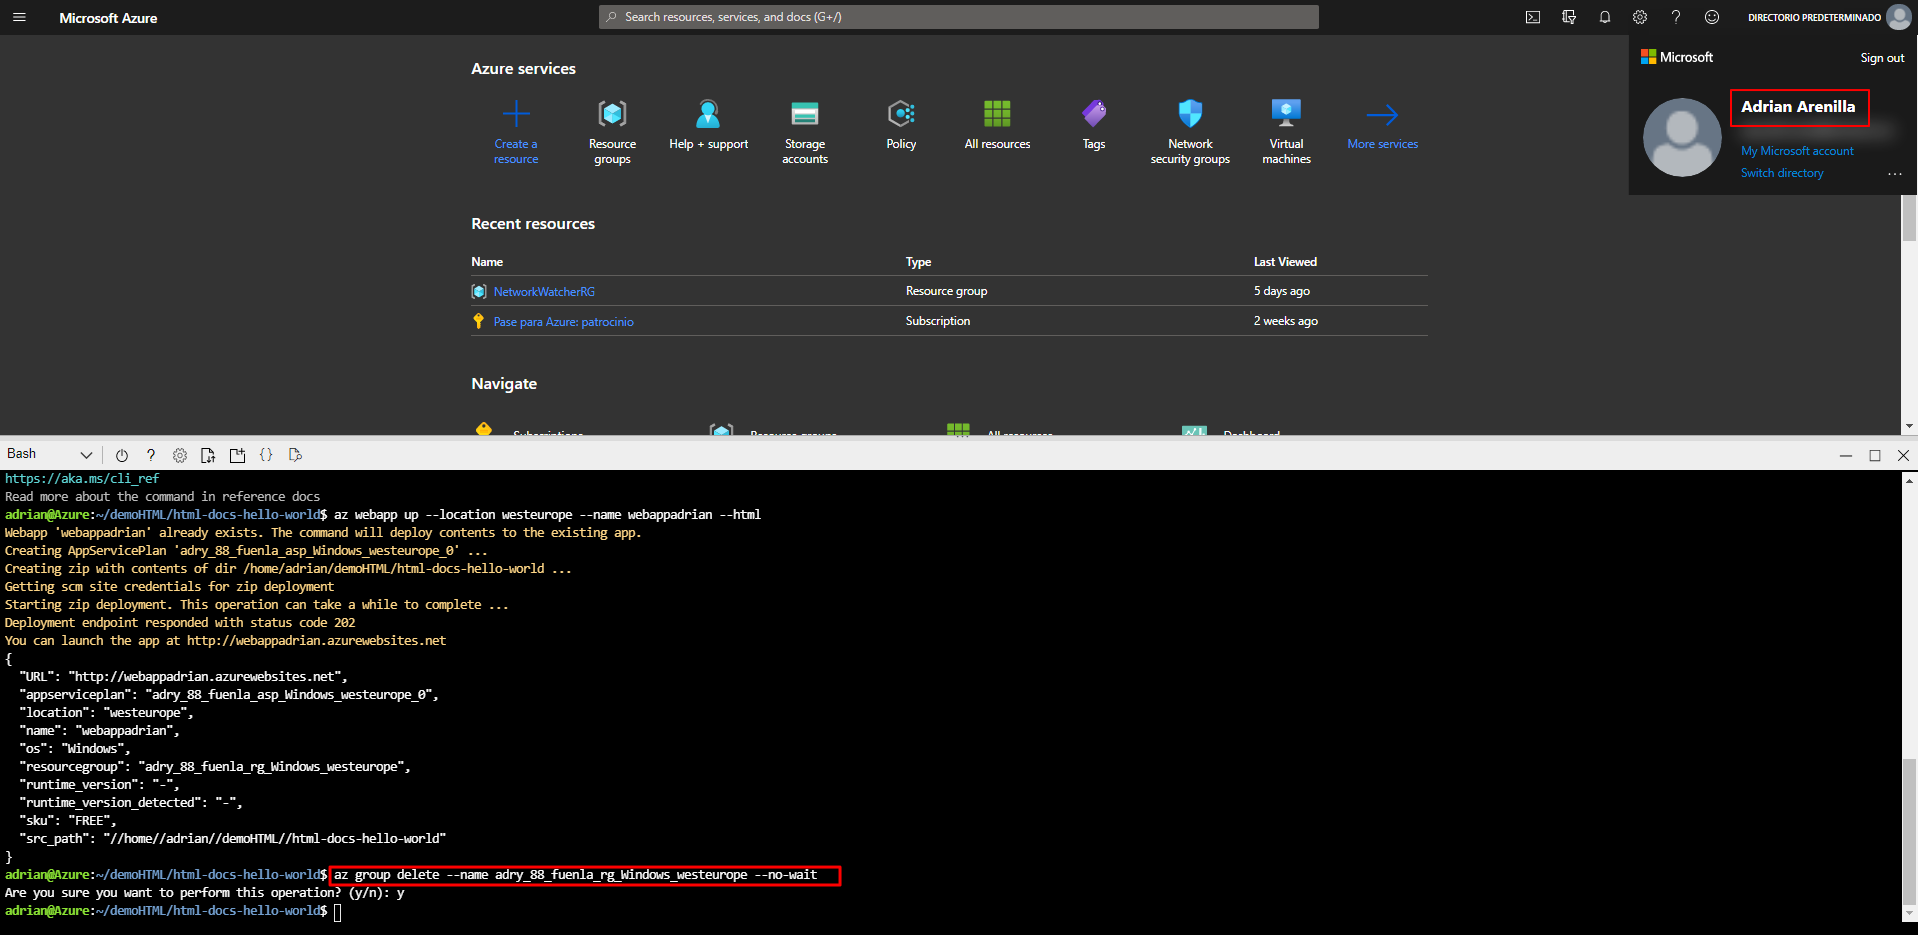 Microsoft Azure
Search resources, services, and docs (G+/)
DIRECTORIO PREDETERMINADO
Microsoft
Sign out
Adrian Arenilla
My Microsoft account
Switch directory
...
Azure services
Create a resource
Resource groups
Help + support
Storage accounts
Policy
All resources
Tags
Network security groups
Virtual machines
More services
Recent resources
Name Type Last Viewed
NetworkWatcherRG Resource group 5 days ago
Pase para Azure: patrocinio Subscription 2 weeks ago
Navigate
Subscriptions Resource groups All resources Dashboard
Bash
https://aka.ms/cli_ref
Read more about the command in reference docs
adrian@Azure:~/demoHTML/html-docs-hello-world$ az webapp up --location westeurope --name webappadrian --html
Webapp 'webappadrian' already exists. The command will deploy contents to the existing app.
Creating AppServicePlan 'adry_88_fuenla_asp_Windows_westeurope_0' ...
Creating zip with contents of dir /home/adrian/demoHTML/html-docs-hello-world ...
Getting scm site credentials for zip deployment
Starting zip deployment. This operation can take a while to complete ...
Deployment endpoint responded with status code 202
You can launch the app at http://webappadrian.azurewebsites.net
{
"URL": "http://webappadrian.azurewebsites.net",
"appserviceplan": "adry_88_fuenla_asp_Windows_westeurope_0",
"location": "westeurope",
"name": "webappadrian",
"os": "Windows",
"resourcegroup": "adry_88_fuenla_rg_Windows_westeurope",
"runtime_version": "-",
"runtime_version_detected": "-",
"sku": "FREE",
"src_path": "//home//adrian//demoHTML//html-docs-hello-world"
}
adrian@Azure:~/demoHTML/html-docs-hello-world$ az group delete --name adry_88_fuenla_rg_Windows_westeurope --no-wait
Are you sure you want to perform this operation? (y/n): y
adrian@Azure:~/demoHTML/html-docs-hello-world$